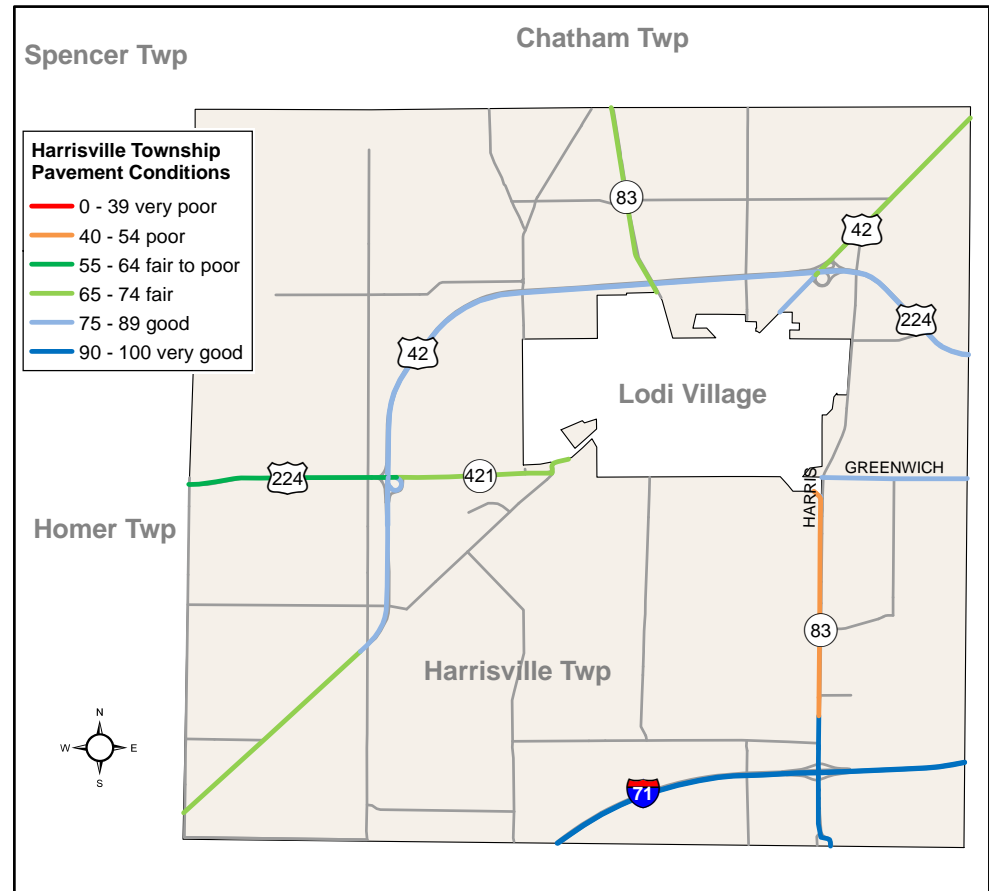 Spencer Twp
Chatham Twp
Harrisville Township
Pavement Conditions
0 - 39 very poor
40 - 54 poor
55 - 64 fair to poor
65 - 74 fair
75 - 89 good
90 - 100 very good
83
42
224
42
Lodi Village
224
421
GREENWICH
HARRIS
Homer Twp
83
Harrisville Twp
N
W
E
S
71